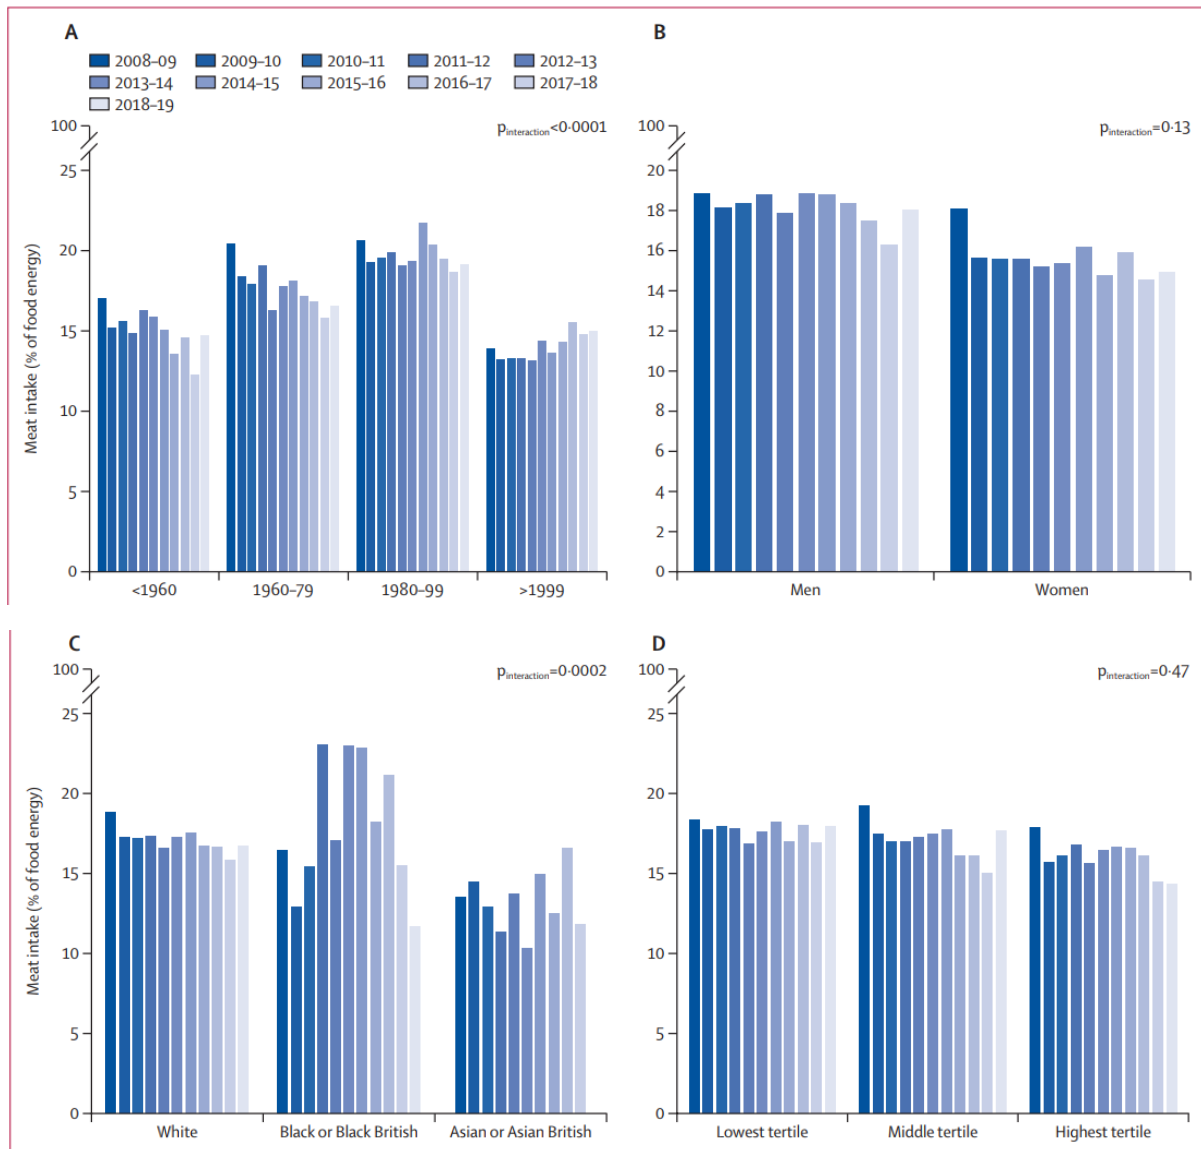 A
2008–09 2009–10 2010–11 2011–12 2012–13
2013–14 2014–15 2015–16 2016–17 2017–18
2018–19
pinteraction<0·0001
100
25
20
15
10
5
0
Meat intake (% of food energy)
<1960 1960–79 1980–99 >1999
B
pinteraction=0·13
100
20
18
16
14
12
10
8
6
4
2
0
Men Women
C
pinteraction=0·0002
100
25
20
15
10
5
0
Meat intake (% of food energy)
White Black or Black British Asian or Asian British
D
pinteraction=0·47
100
25
20
15
10
5
0
Lowest tertile Middle tertile Highest tertile